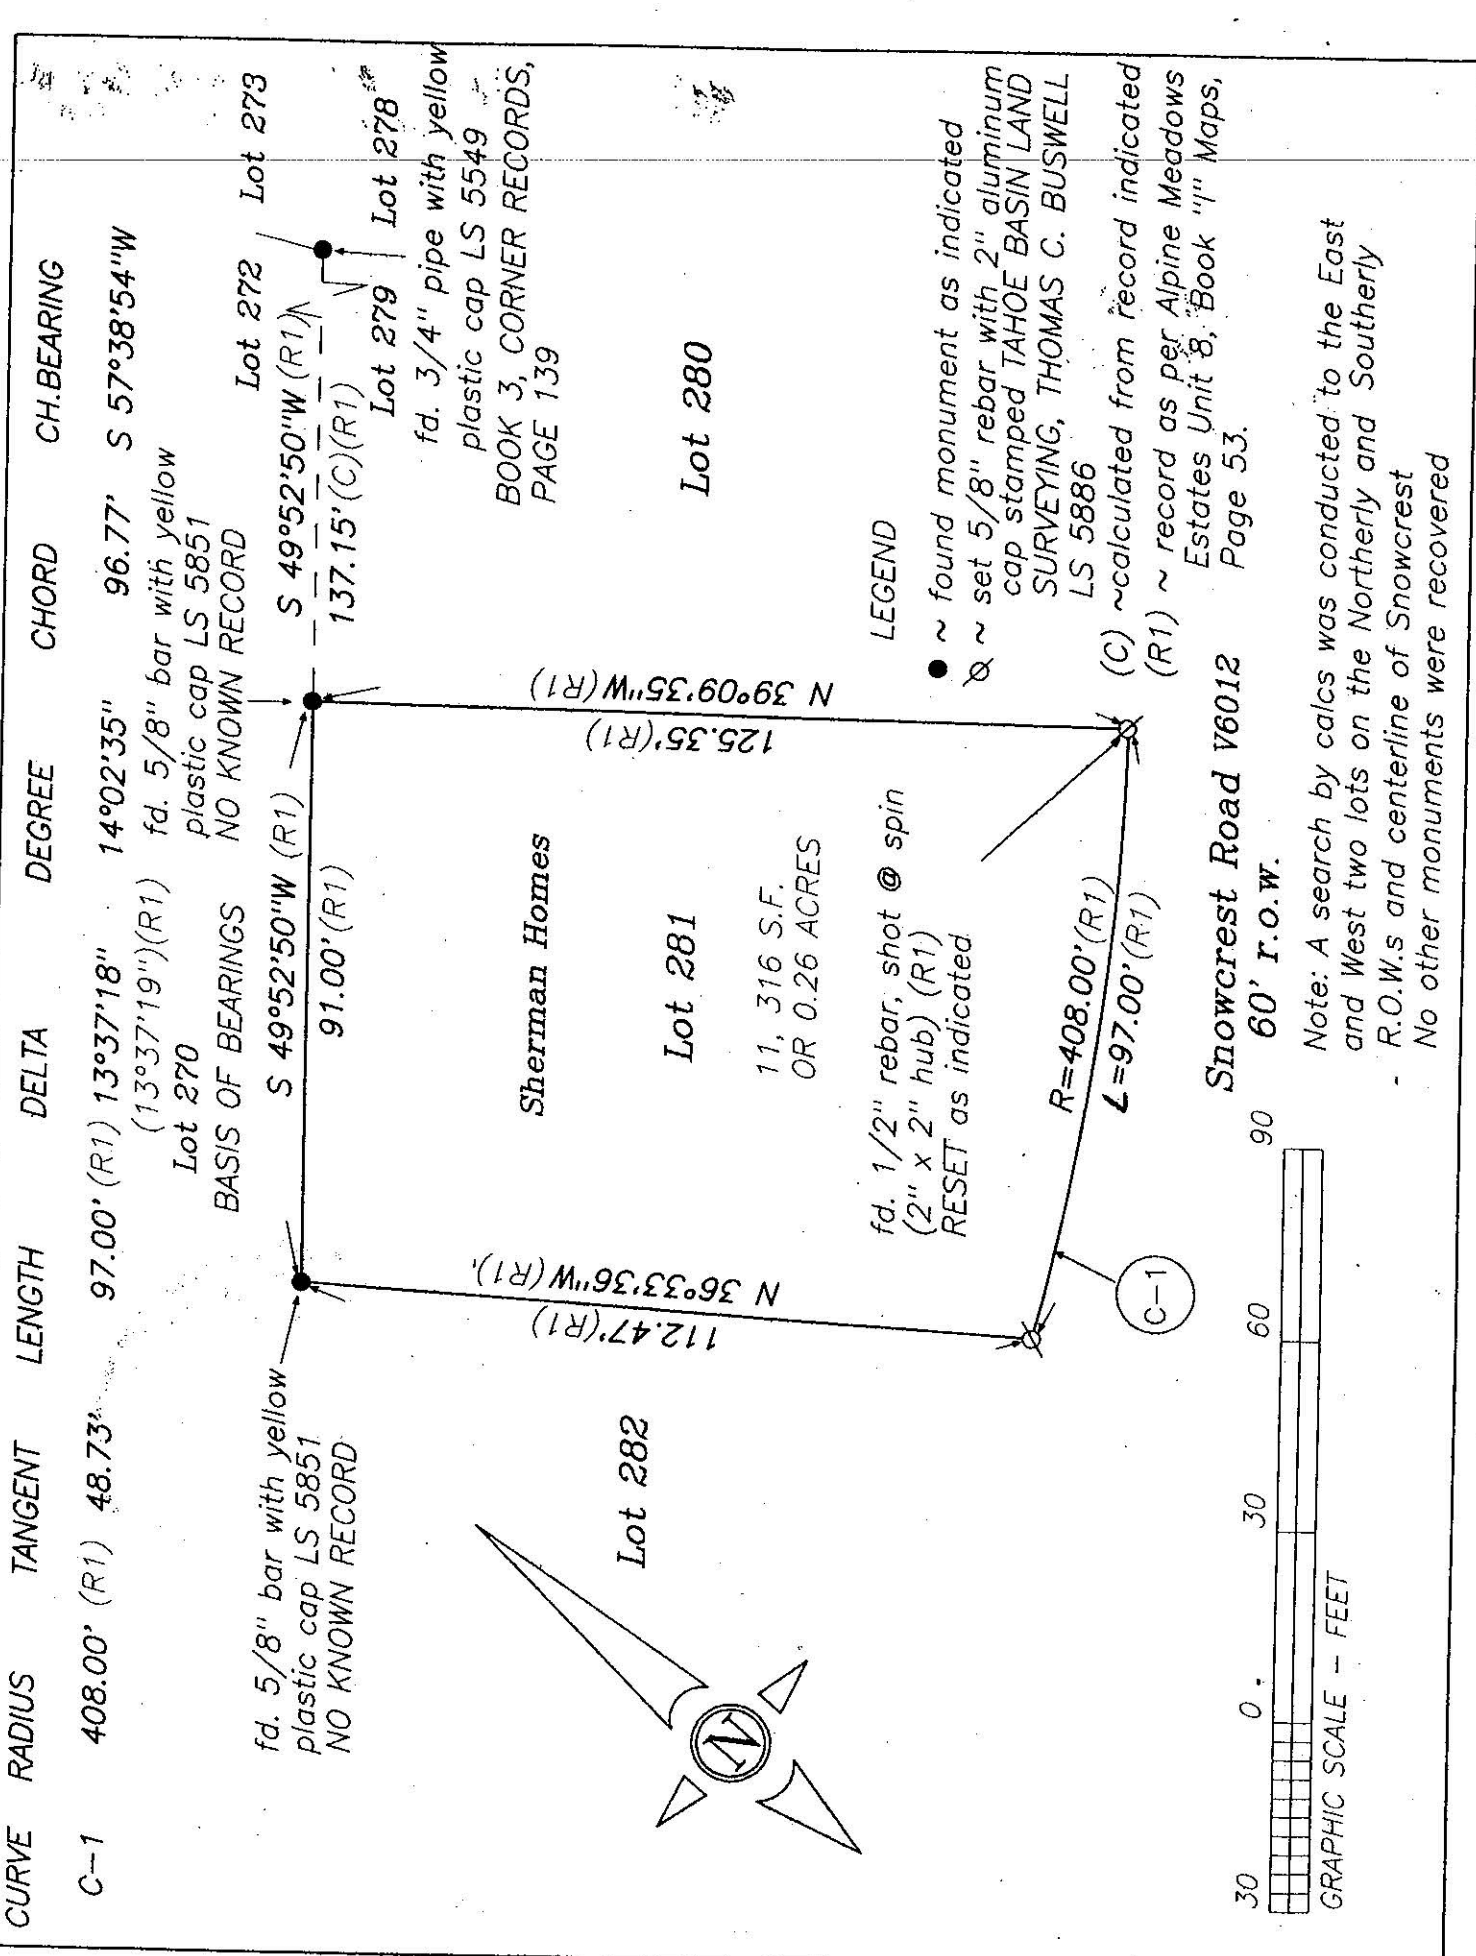 CURVE RADIUS TANGENT LENGTH DELTA DEGREE CHORD CH.BEARING
C-1 408.00' (R1) 48.73' 97.00' (R1) 13°37'18" 14°02'35" 96.77' S 57°38'54"W
(13°37'19")(R1)
Lot 270
BASIS OF BEARINGS
fd. 5/8" bar with yellow
plastic cap LS 5851
NO KNOWN RECORD
Lot 272 Lot 273
S 49°52'50"W (R1)
91.00' (R1)
S 49°52'50"W (R1)
137.15' (C)(R1)
Lot 279 Lot 278
fd. 3/4" pipe with yellow
plastic cap LS 5549
BOOK 3, CORNER RECORDS,
PAGE 139
fd. 5/8" bar with yellow
plastic cap LS 5851
NO KNOWN RECORD
N 36°33'36"W (R1)
112.47' (R1)
Sherman Homes
N 39°09'35"W (R1)
125.35' (R1)
Lot 282
Lot 281
Lot 280
11, 316 S.F.
OR 0.26 ACRES
fd. 1/2" rebar, shot @ spin
(2" x 2" hub) (R1)
RESET as indicated
N
R=408.00' (R1)
L=97.00' (R1)
C-1
LEGEND
● ~ found monument as indicated
Ø ~ set 5/8" rebar with 2" aluminum
cap stamped TAHOE BASIN LAND
SURVEYING, THOMAS C. BUSWELL
LS 5886
(C) ~calculated from record indicated
(R1) ~ record as per Alpine Meadows
Estates Unit 8, Book "I" Maps,
Page 53.
Snowcrest Road V6012
60' r.o.w.
30 0 30 60 90
GRAPHIC SCALE - FEET
Note: A search by calcs was conducted to the East
and West two lots on the Northerly and Southerly
R.O.W.s and centerline of Snowcrest
No other monuments were recovered